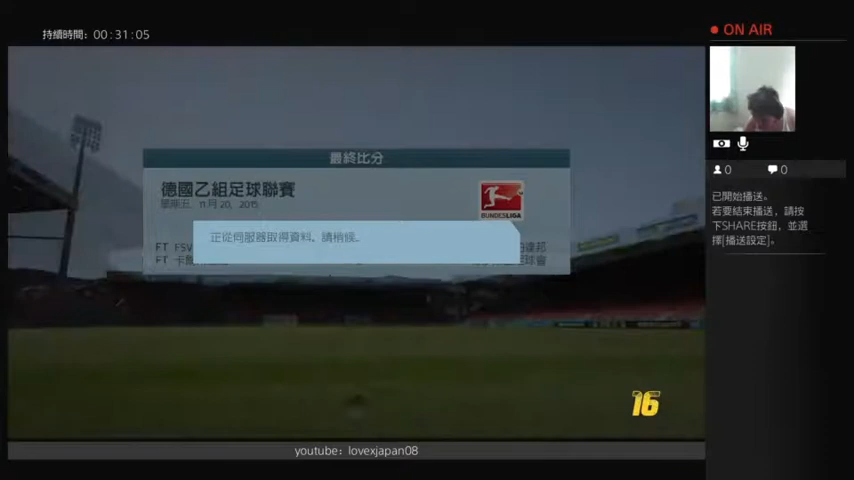 持續時間: 00:31:05
ON AIR
最終比分
德國乙組足球聯賽
星期五, 11月 20, 2015
BUNDESLIGA
正從伺服器取得資料。請稍候。
FT FSV
FT
16
0
0
已開始播送。
若要結束播送，請按
下SHARE按鈕，並選
擇[播送設定]。
youtube: lovexjapan08